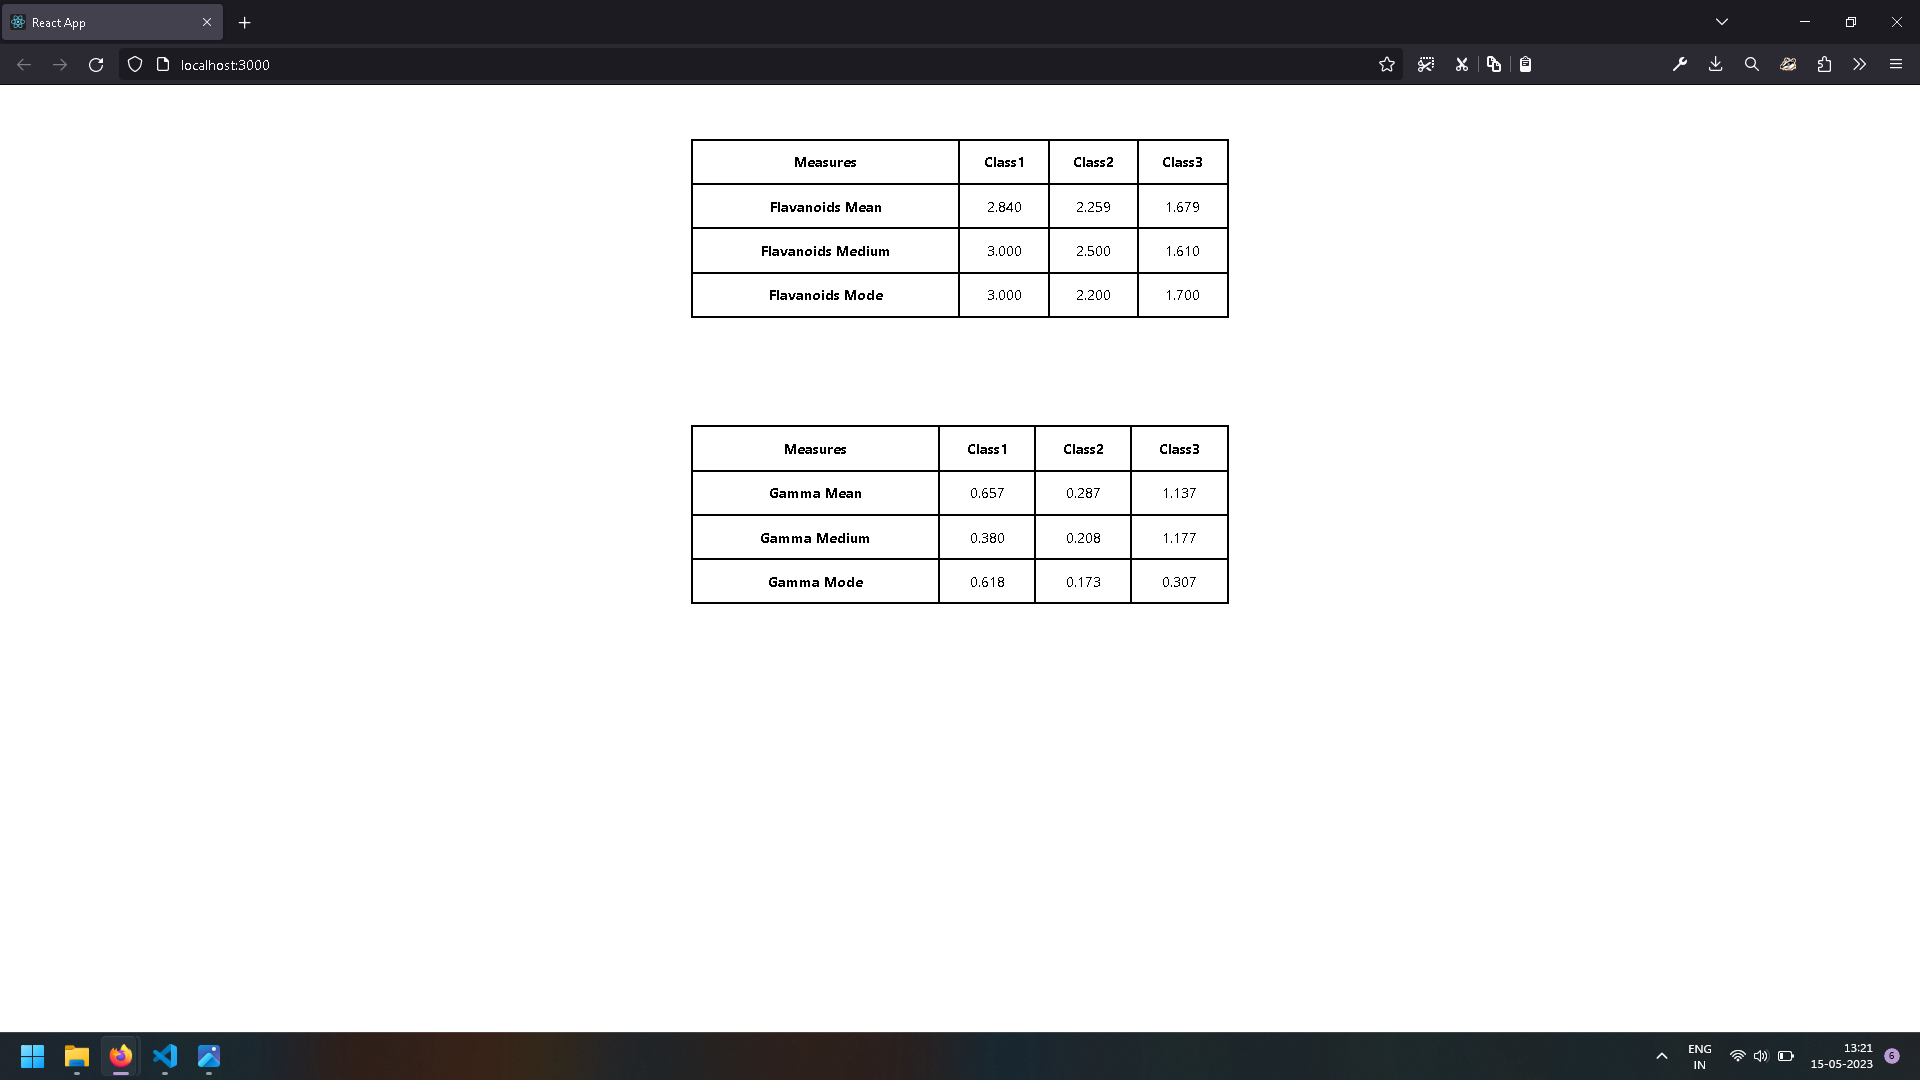 React App
localhost:3000
Measures Class1 Class2 Class3
Flavanoids Mean 2.840 2.259 1.679
Flavanoids Medium 3.000 2.500 1.610
Flavanoids Mode 3.000 2.200 1.700
Measures Class1 Class2 Class3
Gamma Mean 0.657 0.287 1.137
Gamma Medium 0.380 0.208 1.177
Gamma Mode 0.618 0.173 0.307
ENG 13:21
IN 15-05-2023 6